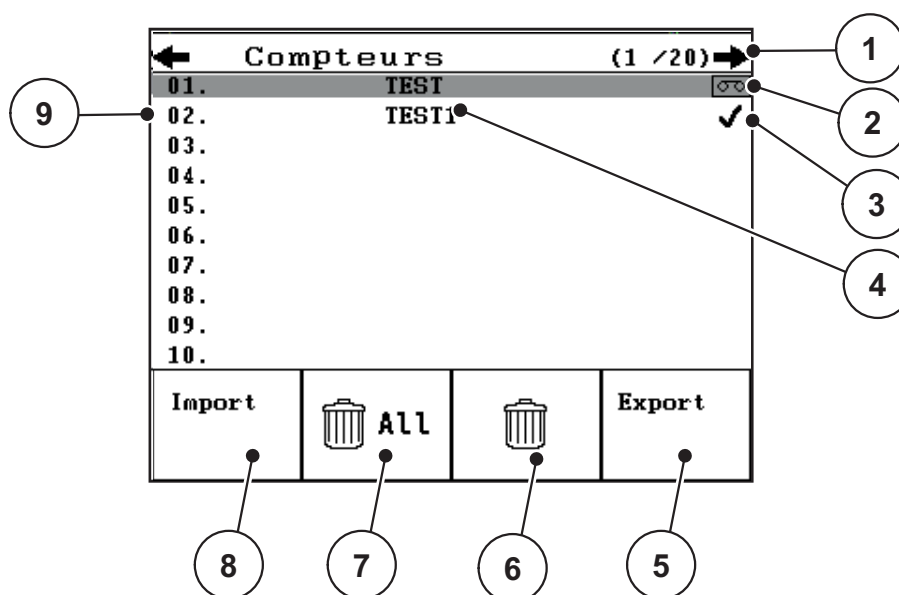 Compteurs (1 /20)
01. TEST
02. TEST1
03.
04.
05.
06.
07.
08.
09.
10.
Import
All
Export
1
2
3
4
5
6
7
8
9